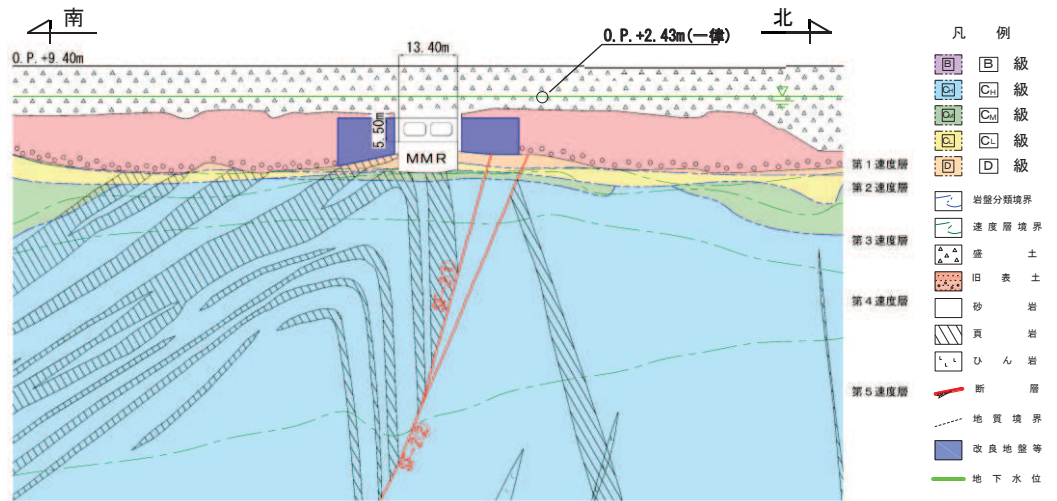 南
北
O.P.+2.43m(一律)
13.40m
O.P.+9.40m
5.50m
MMR
第1速度層
第2速度層
第3速度層
第4速度層
第5速度層
凡 例
B B 級
CH CH 級
CM CM 級
CL CL 級
D D 級
岩盤分類境界
速度層境界
盛 土
旧 表 土
砂 岩
頁 岩
ひ ん 岩
断 層
地 質 境 界
改 良 地 盤 等
地 下 水 位